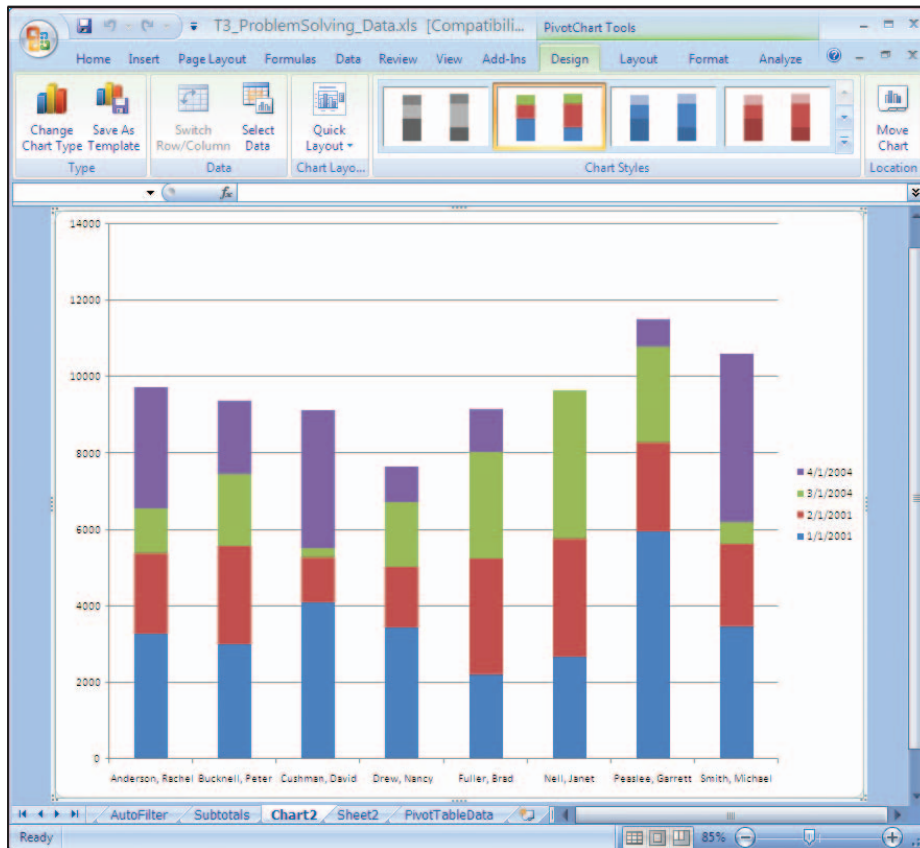 T3_ProblemSolving_Data.xls [Compatibili... PivotChart Tools
Home Insert Page Layout Formulas Data Review View Add-Ins Design Layout Format Analyze
Change Chart Type
Save As Template
Switch Row/Column
Select Data
Quick Layout
Move Chart
Type Data Chart Layo... Chart Styles Location
fx
14000
12000
10000
8000
6000
4000
2000
0
4/1/2004
3/1/2004
2/1/2001
1/1/2001
Anderson, Rachel Bucknell, Peter Cushman, David Drew, Nancy Fuller, Brad Nell, Janet Peaslee, Garrett Smith, Michael
AutoFilter Subtotals Chart2 Sheet2 PivotTableData
Ready 85%